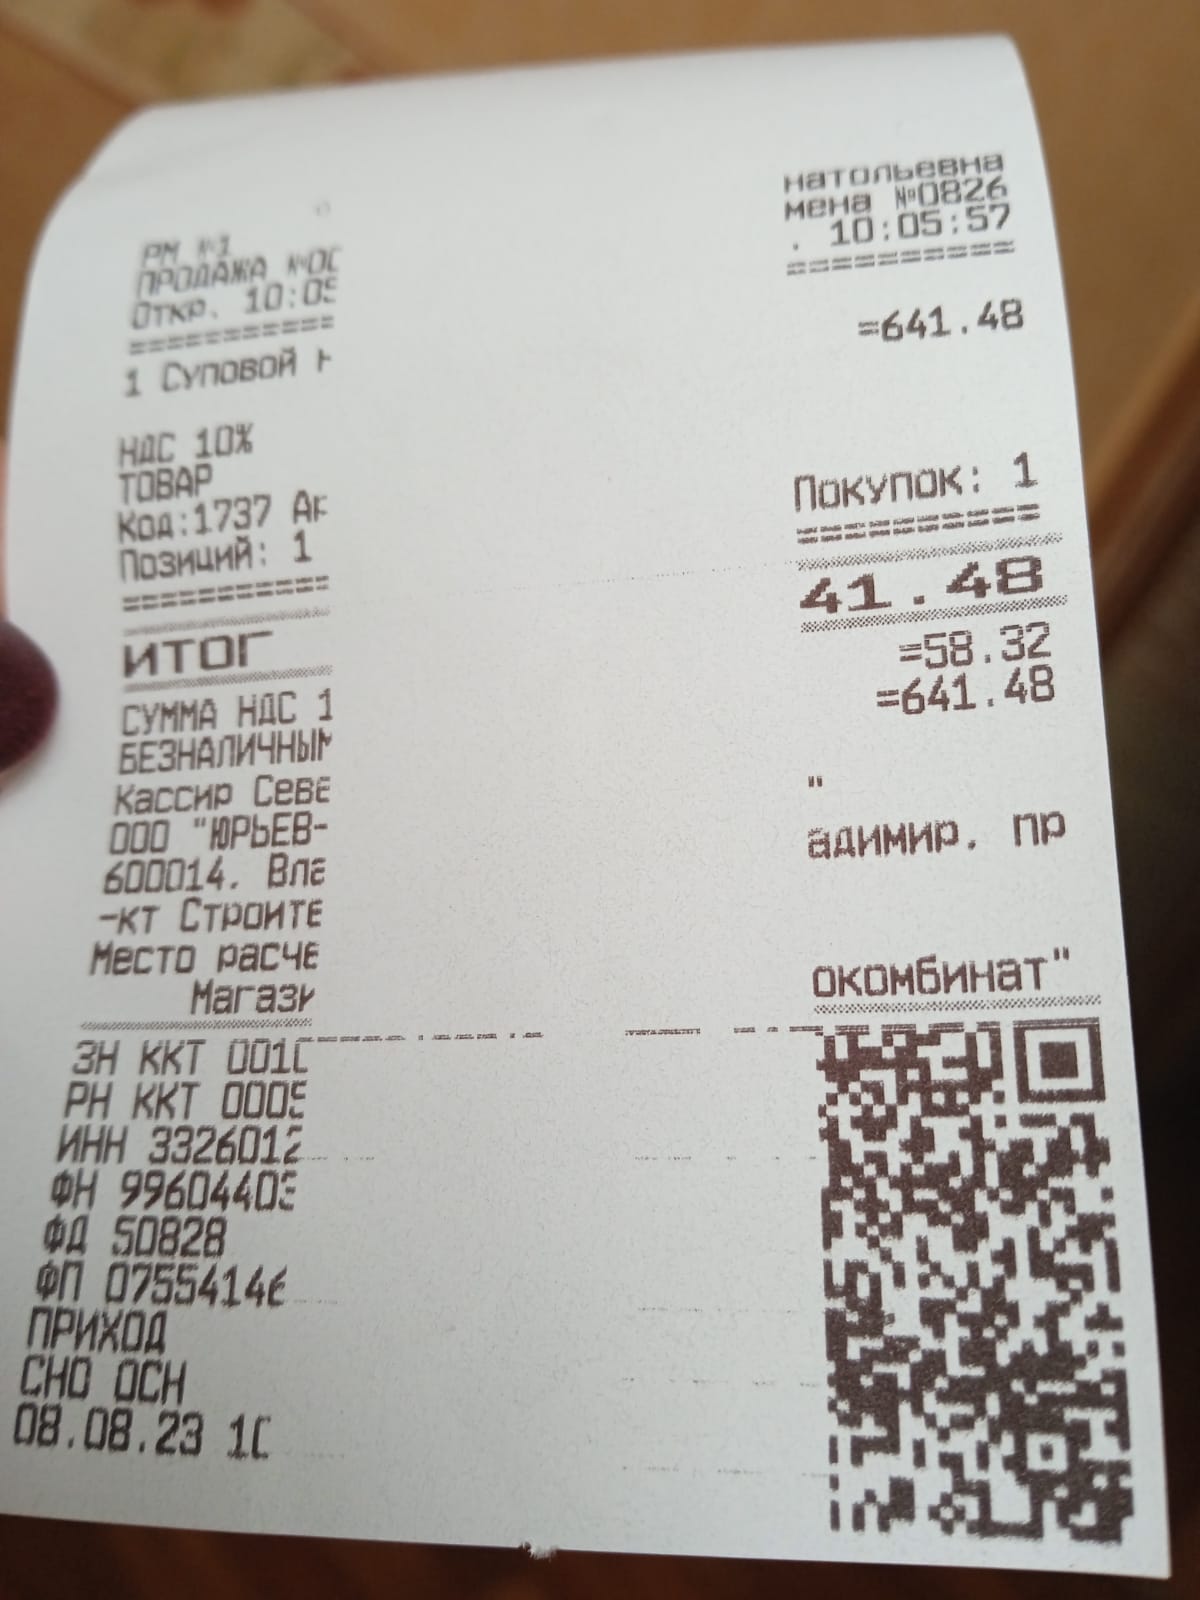 натольевна
РМ №1 мена №0826
ПРОДАЖА №00 . 10:05:57
Откр. 10:05 ==========
===========
1 Суповой =641.48
НДС 10%
ТОВАР
Код:1737 Ар
Позиций: 1 Покупок: 1
=========== ==========
ИТОГ 41.48
СУММА НДС 1 =58.32
БЕЗНАЛИЧНЫМ =641.48
Кассир Севе
ООО "ЮРЬЕВ- "
600014. Вла адимир. пр
-кт Строите
Место расче
Магази окомбинат"
ЗН ККТ 0010
РН ККТ 0005
ИНН 3326012
ФН 99604403
ФД 50828
ФП 07554146
ПРИХОД
СНО ОСН
08.08.23 10